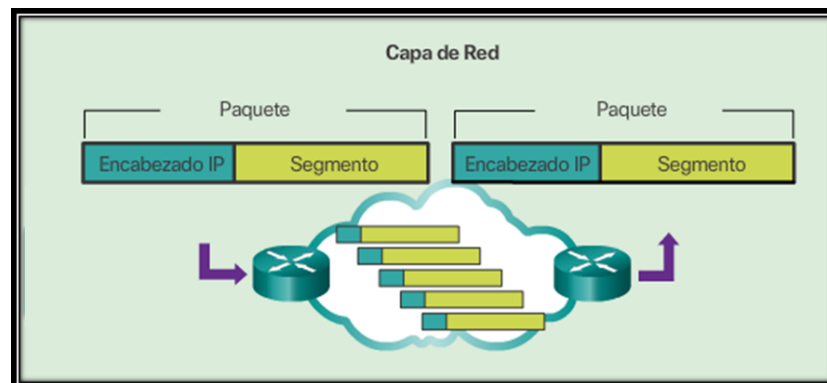 Capa de Red
Paquete Paquete
Encabezado IP Segmento Encabezado IP Segmento